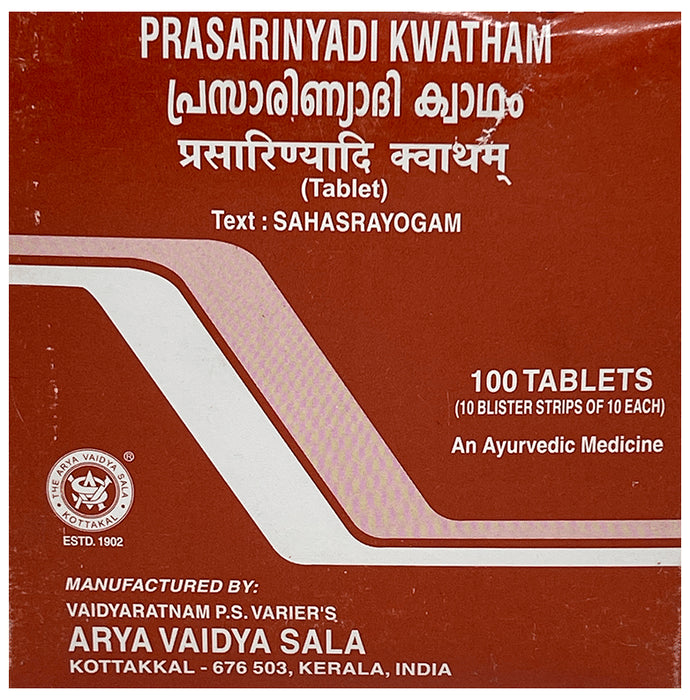 PRASARINYADI KWATHAM
പ്രസാരിണ്യാദി ക്വാഥം
प्रसारिण्यादि क्वाथम्
(Tablet)
Text : SAHASRAYOGAM
100 TABLETS
(10 BLISTER STRIPS OF 10 EACH)
An Ayurvedic Medicine
THE ARYA VAIDYA SALA
KOTTAKAL
®
ESTD. 1902
MANUFACTURED BY:
VAIDYARATNAM P.S. VARIER'S
ARYA VAIDYA SALA
KOTTAKKAL - 676 503, KERALA, INDIA